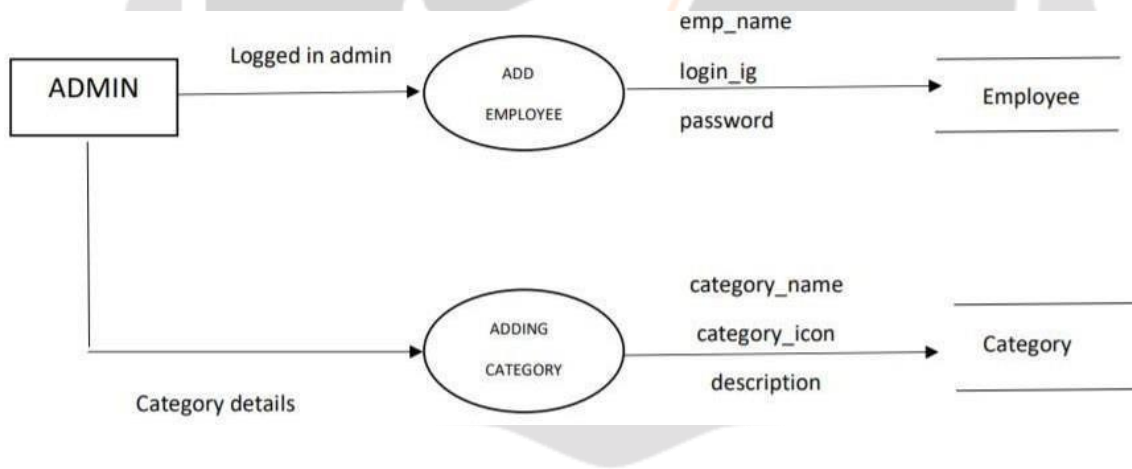 ADMIN
Logged in admin
ADD
EMPLOYEE
emp_name
login_ig
password
Employee
Category details
ADDING
CATEGORY
category_name
category_icon
description
Category